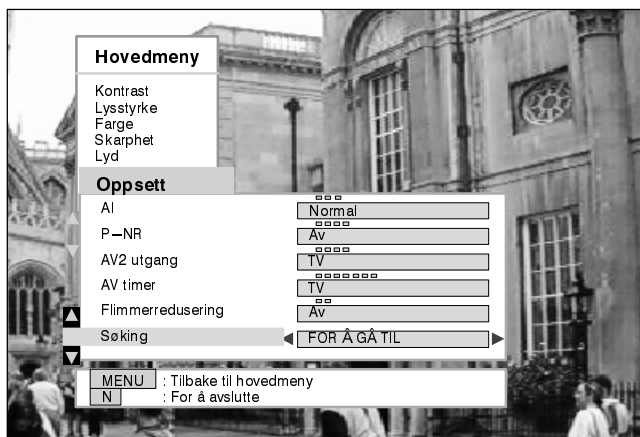 Hovedmeny
Kontrast
Lysstyrke
Farge
Skarphet
Lyd
Oppsett
AI Normal
P–NR Av
AV2 utgang TV
AV timer TV
Flimmerredusering Av
Søking FOR Å GÅ TIL
MENU : Tilbake til hovedmeny
N : For å avslutte